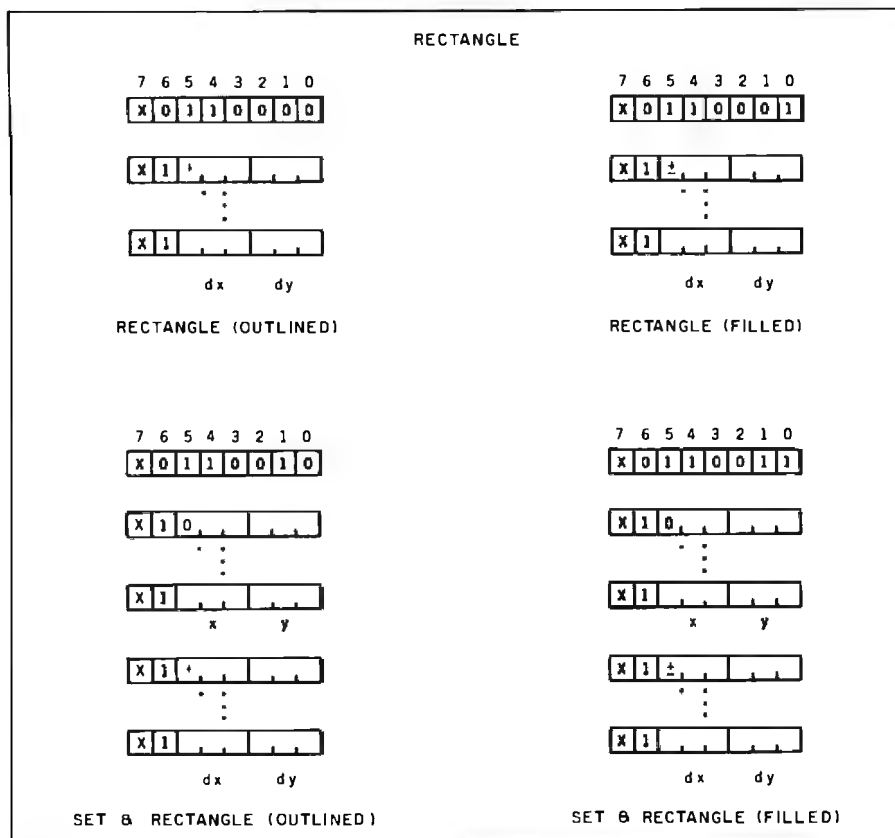 RECTANGLE
7 6 5 4 3 2 1 0
X 0 1 1 0 0 0 0
X 1 +
X 1
dx dy
RECTANGLE (OUTLINED)
7 6 5 4 3 2 1 0
X 0 1 1 0 0 0 1
X 1 ±
X 1
dx dy
RECTANGLE (FILLED)
7 6 5 4 3 2 1 0
X 0 1 1 0 0 1 0
X 1 0
X 1
x y
X 1 +
X 1
dx dy
SET & RECTANGLE (OUTLINED)
7 6 5 4 3 2 1 0
X 0 1 1 0 0 1 1
X 1 0
X 1
x y
X 1 ±
X 1
dx dy
SET & RECTANGLE (FILLED)